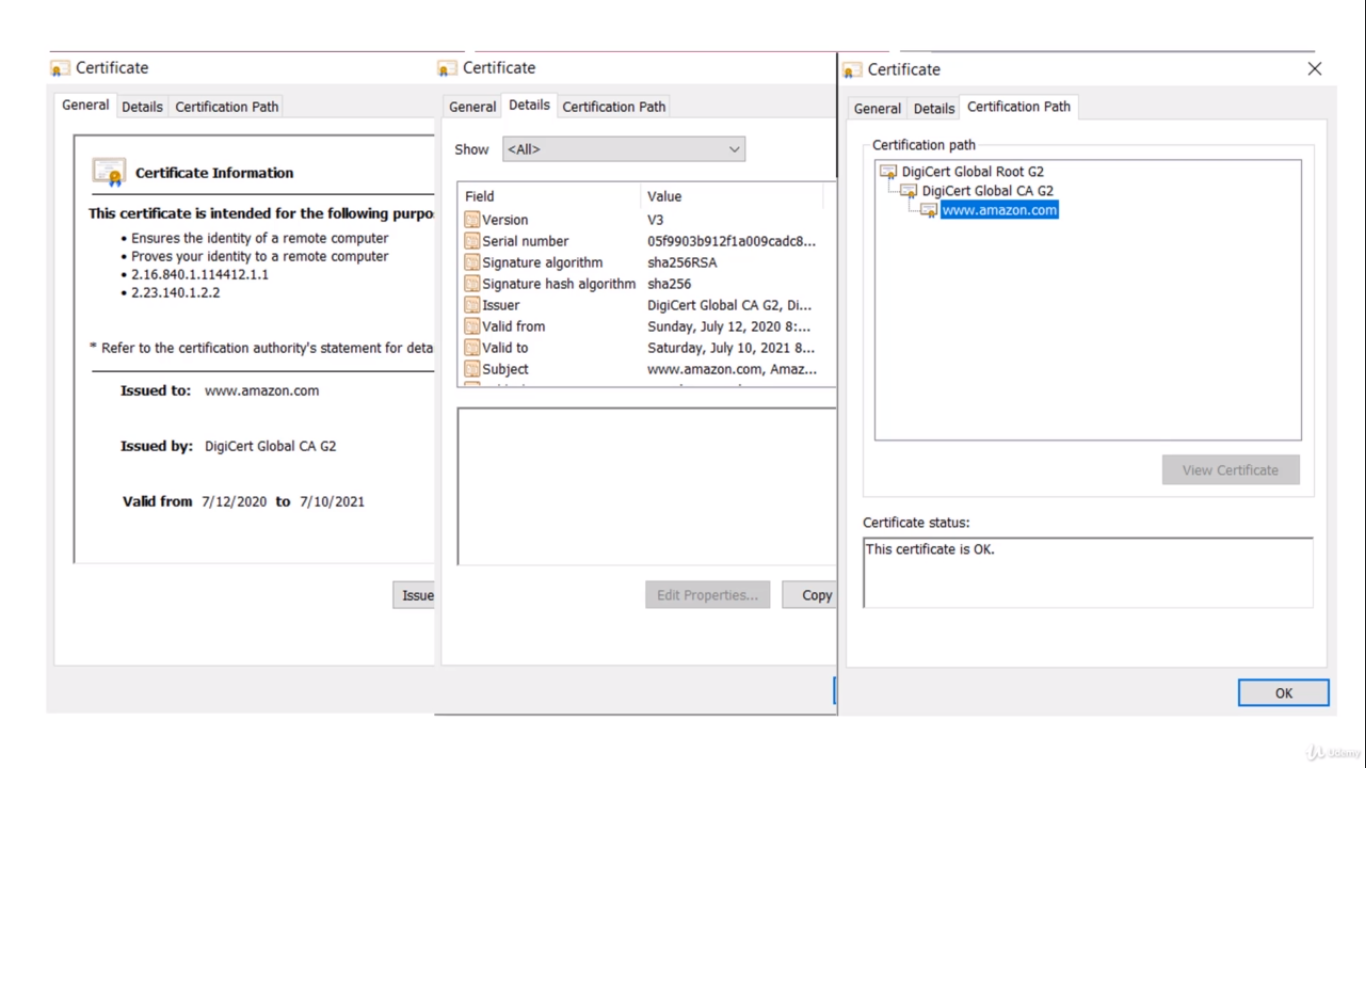 Certificate
General Details Certification Path
Certificate Information
This certificate is intended for the following purpo
• Ensures the identity of a remote computer
• Proves your identity to a remote computer
• 2.16.840.1.114412.1.1
• 2.23.140.1.2.2
* Refer to the certification authority's statement for deta
Issued to: www.amazon.com
Issued by: DigiCert Global CA G2
Valid from 7/12/2020 to 7/10/2021
Issue
Certificate
General Details Certification Path
Show <All>
Field Value
Version V3
Serial number 05f9903b912f1a009cadc8...
Signature algorithm sha256RSA
Signature hash algorithm sha256
Issuer DigiCert Global CA G2, Di...
Valid from Sunday, July 12, 2020 8:...
Valid to Saturday, July 10, 2021 8...
Subject www.amazon.com, Amaz...
Edit Properties... Copy
Certificate
General Details Certification Path
Certification path
DigiCert Global Root G2
DigiCert Global CA G2
www.amazon.com
View Certificate
Certificate status:
This certificate is OK.
OK
Udemy